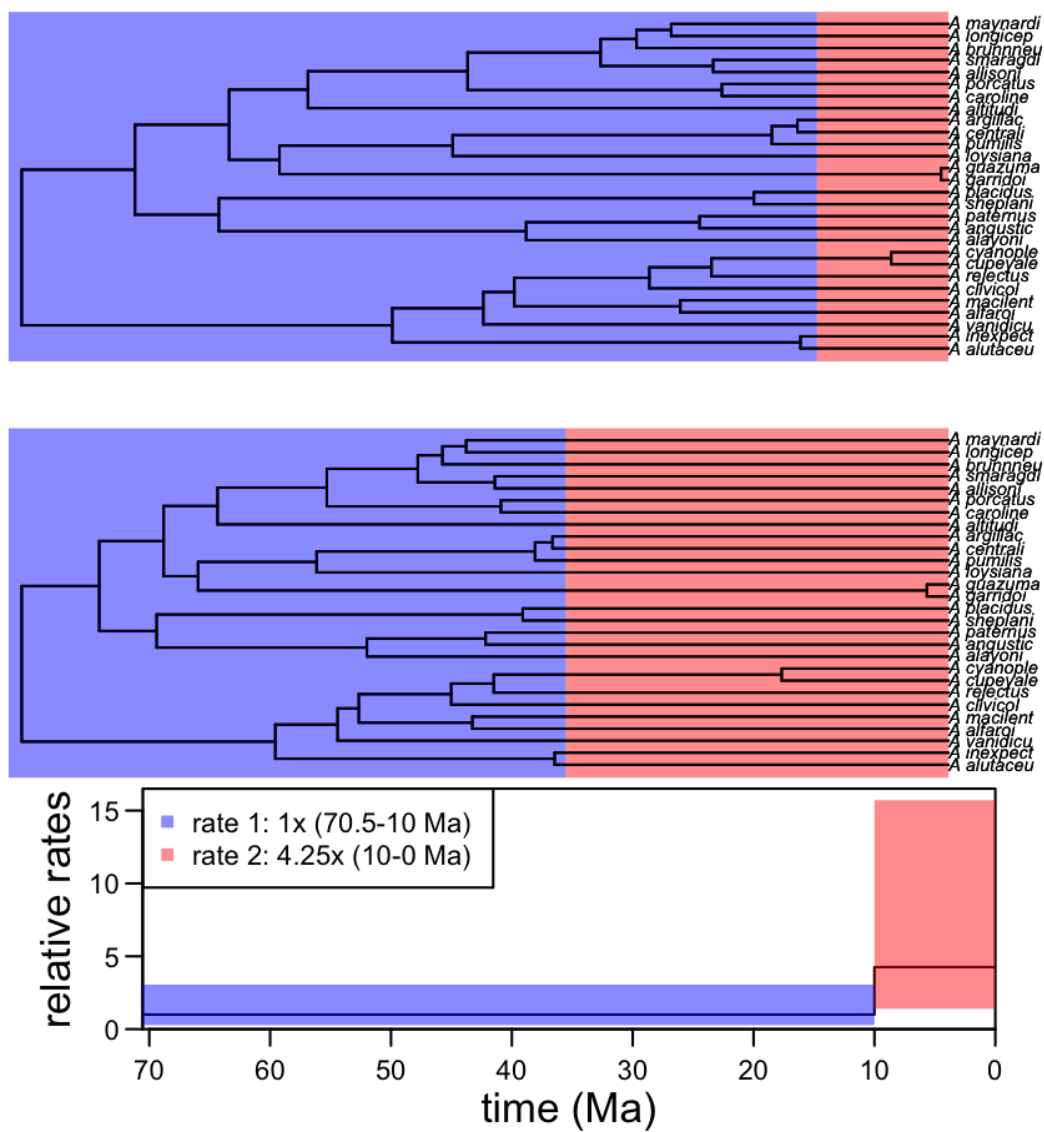 A maynardi
A longicep
A brunnneu
A smaragdi
A allisoni
A porcatus
A caroline
A altitudi
A argillac
A centrali
A pumilis
A loysiana
A guazuma
A garridoi
A placidus
A sheplani
A paternus
A angustic
A alayoni
A cyanople
A cupeyale
A rejectus
A clivicol
A macilent
A alfaroi
A vanidicu
A inexpect
A alutaceu
A maynardi
A longicep
A brunnneu
A smaragdi
A allisoni
A porcatus
A caroline
A altitudi
A argillac
A centrali
A pumilis
A loysiana
A guazuma
A garridoi
A placidus
A sheplani
A paternus
A angustic
A alayoni
A cyanople
A cupeyale
A rejectus
A clivicol
A macilent
A alfaroi
A vanidicu
A inexpect
A alutaceu
relative rates
15
10
5
0
rate 1: 1x (70.5-10 Ma)
rate 2: 4.25x (10-0 Ma)
70 60 50 40 30 20 10 0
time (Ma)